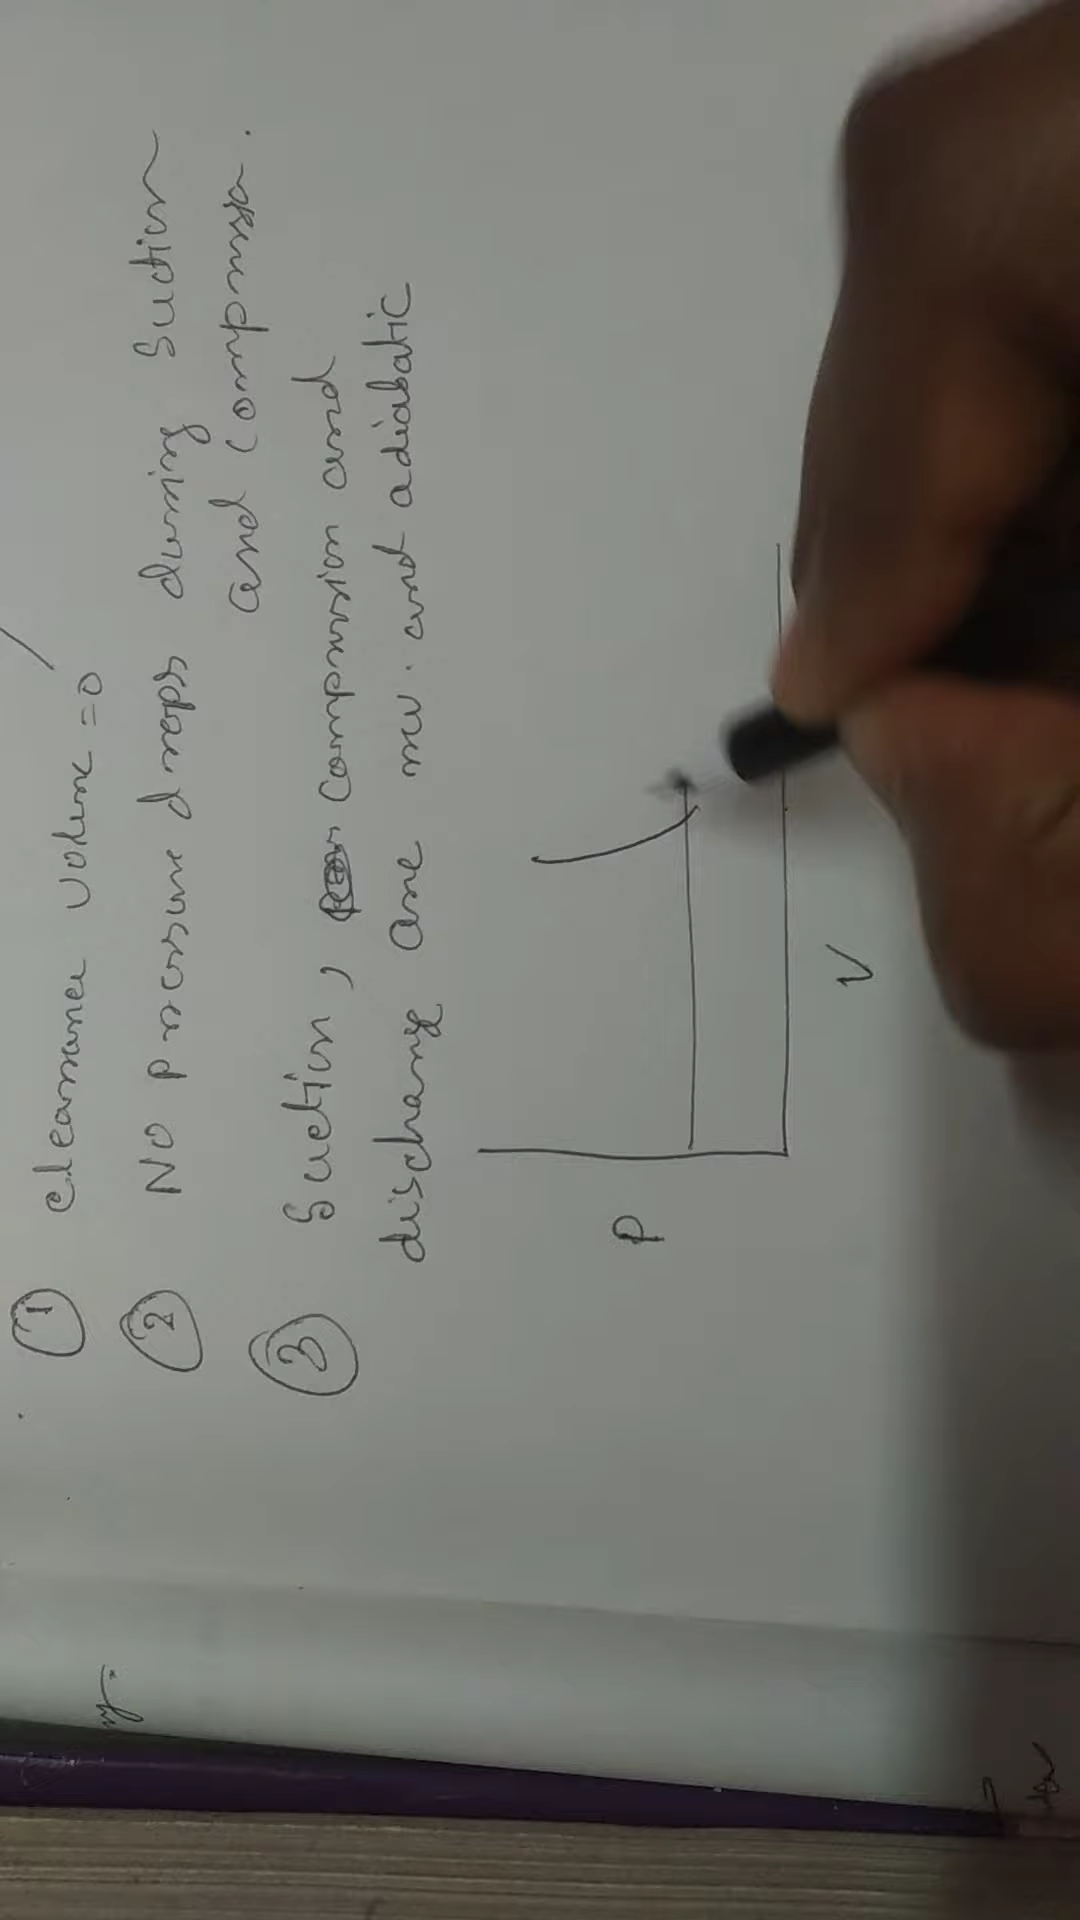 ① clearance volume = 0
② No pressure drops during suction
and compressn.
③ Suction, compression and
discharge are rev. and adiabatic
P
V